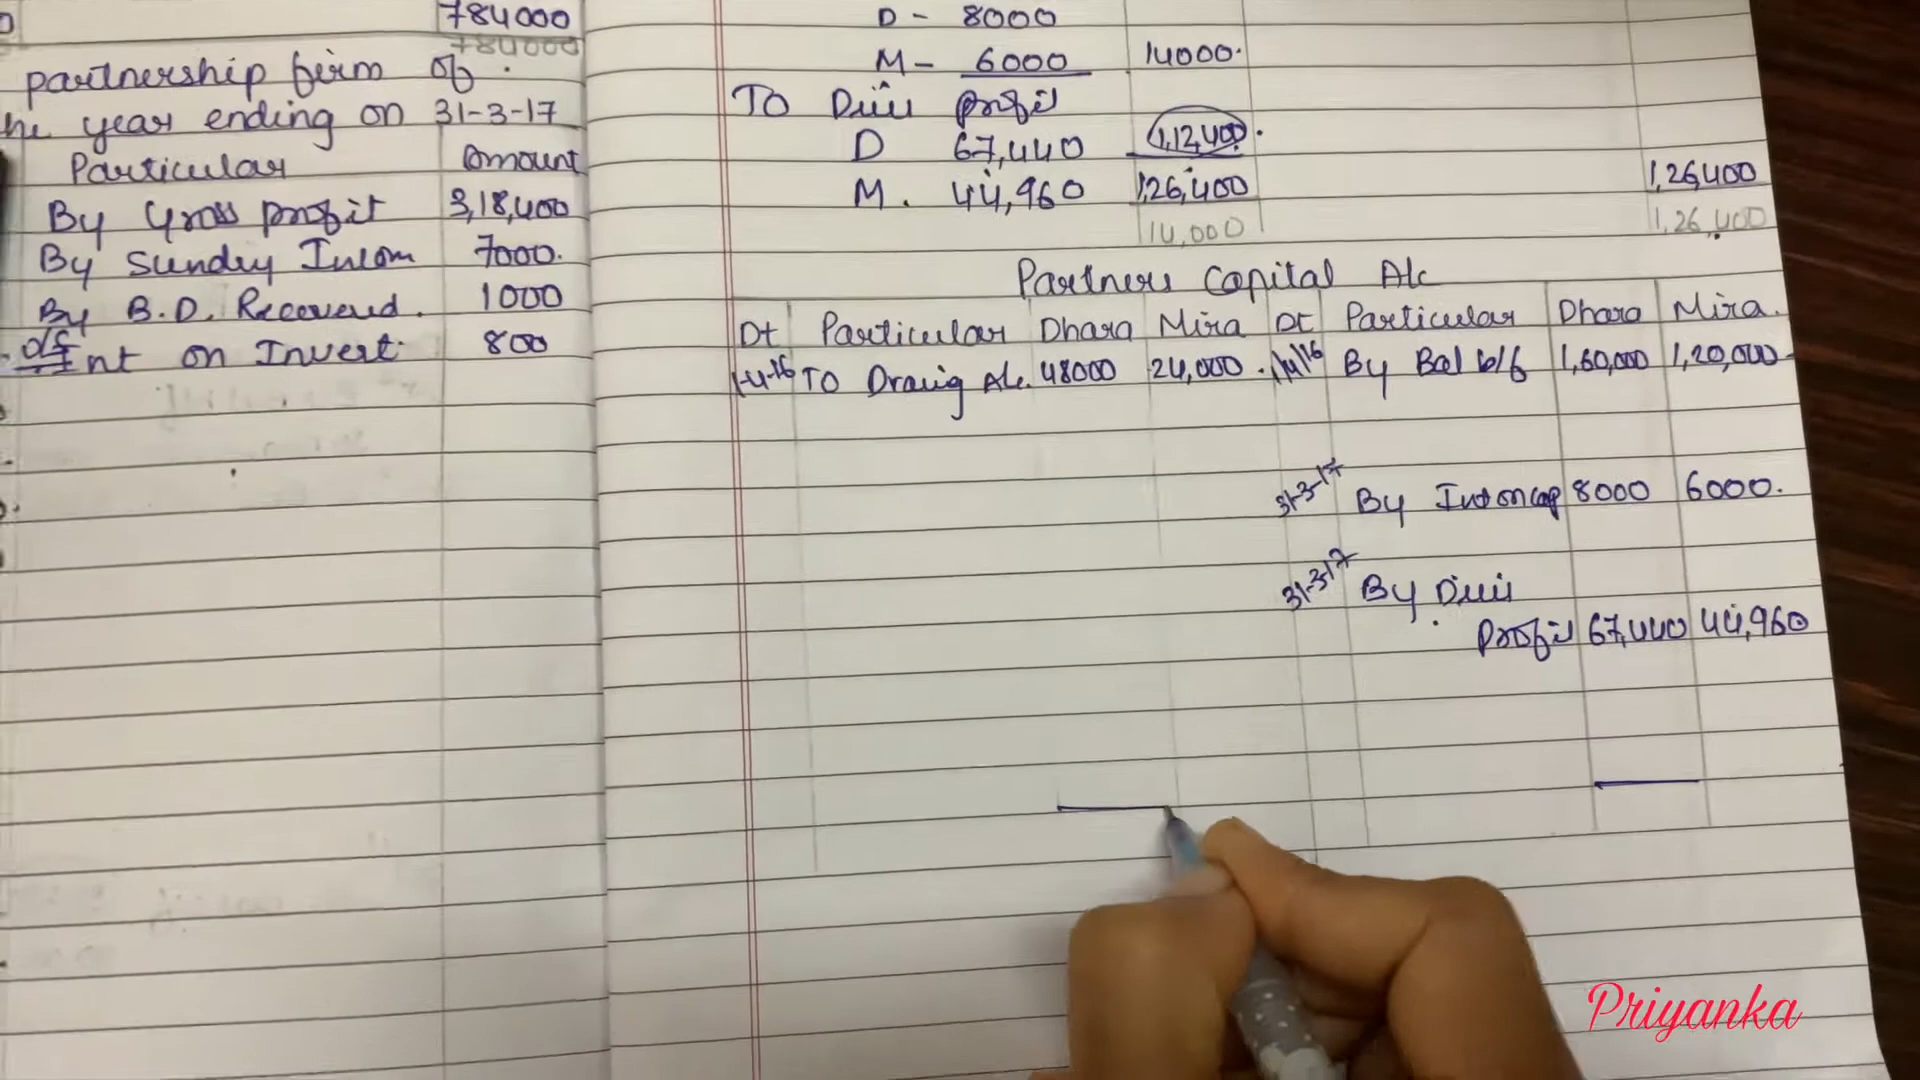 784000
784000
partnership firm of
he year ending on 31-3-17
Particular Amount
By Gross profit 3,18,400
By Sundry Incom 7000.
By B.D. Recovered. 1000
Int on Invert. 800
D - 8000
M - 6000 14000.
TO Divi profit
D 67,440 1,12,400.
M. 44,960 1,26,400 1,26,400
14,000 1,26,400
Partners Capital A/c
Dt Particular Dhara Mira Dt Particular Dhara Mira.
1-4-16 TO Drawig A/c. 48000 24,000. 1/4/16 By Bal b/f 1,60,000 1,20,000
31-3-17 By Int on cap 8000 6000.
31-3-17 By Divi
Profit 67,440 44,960
Priyanka